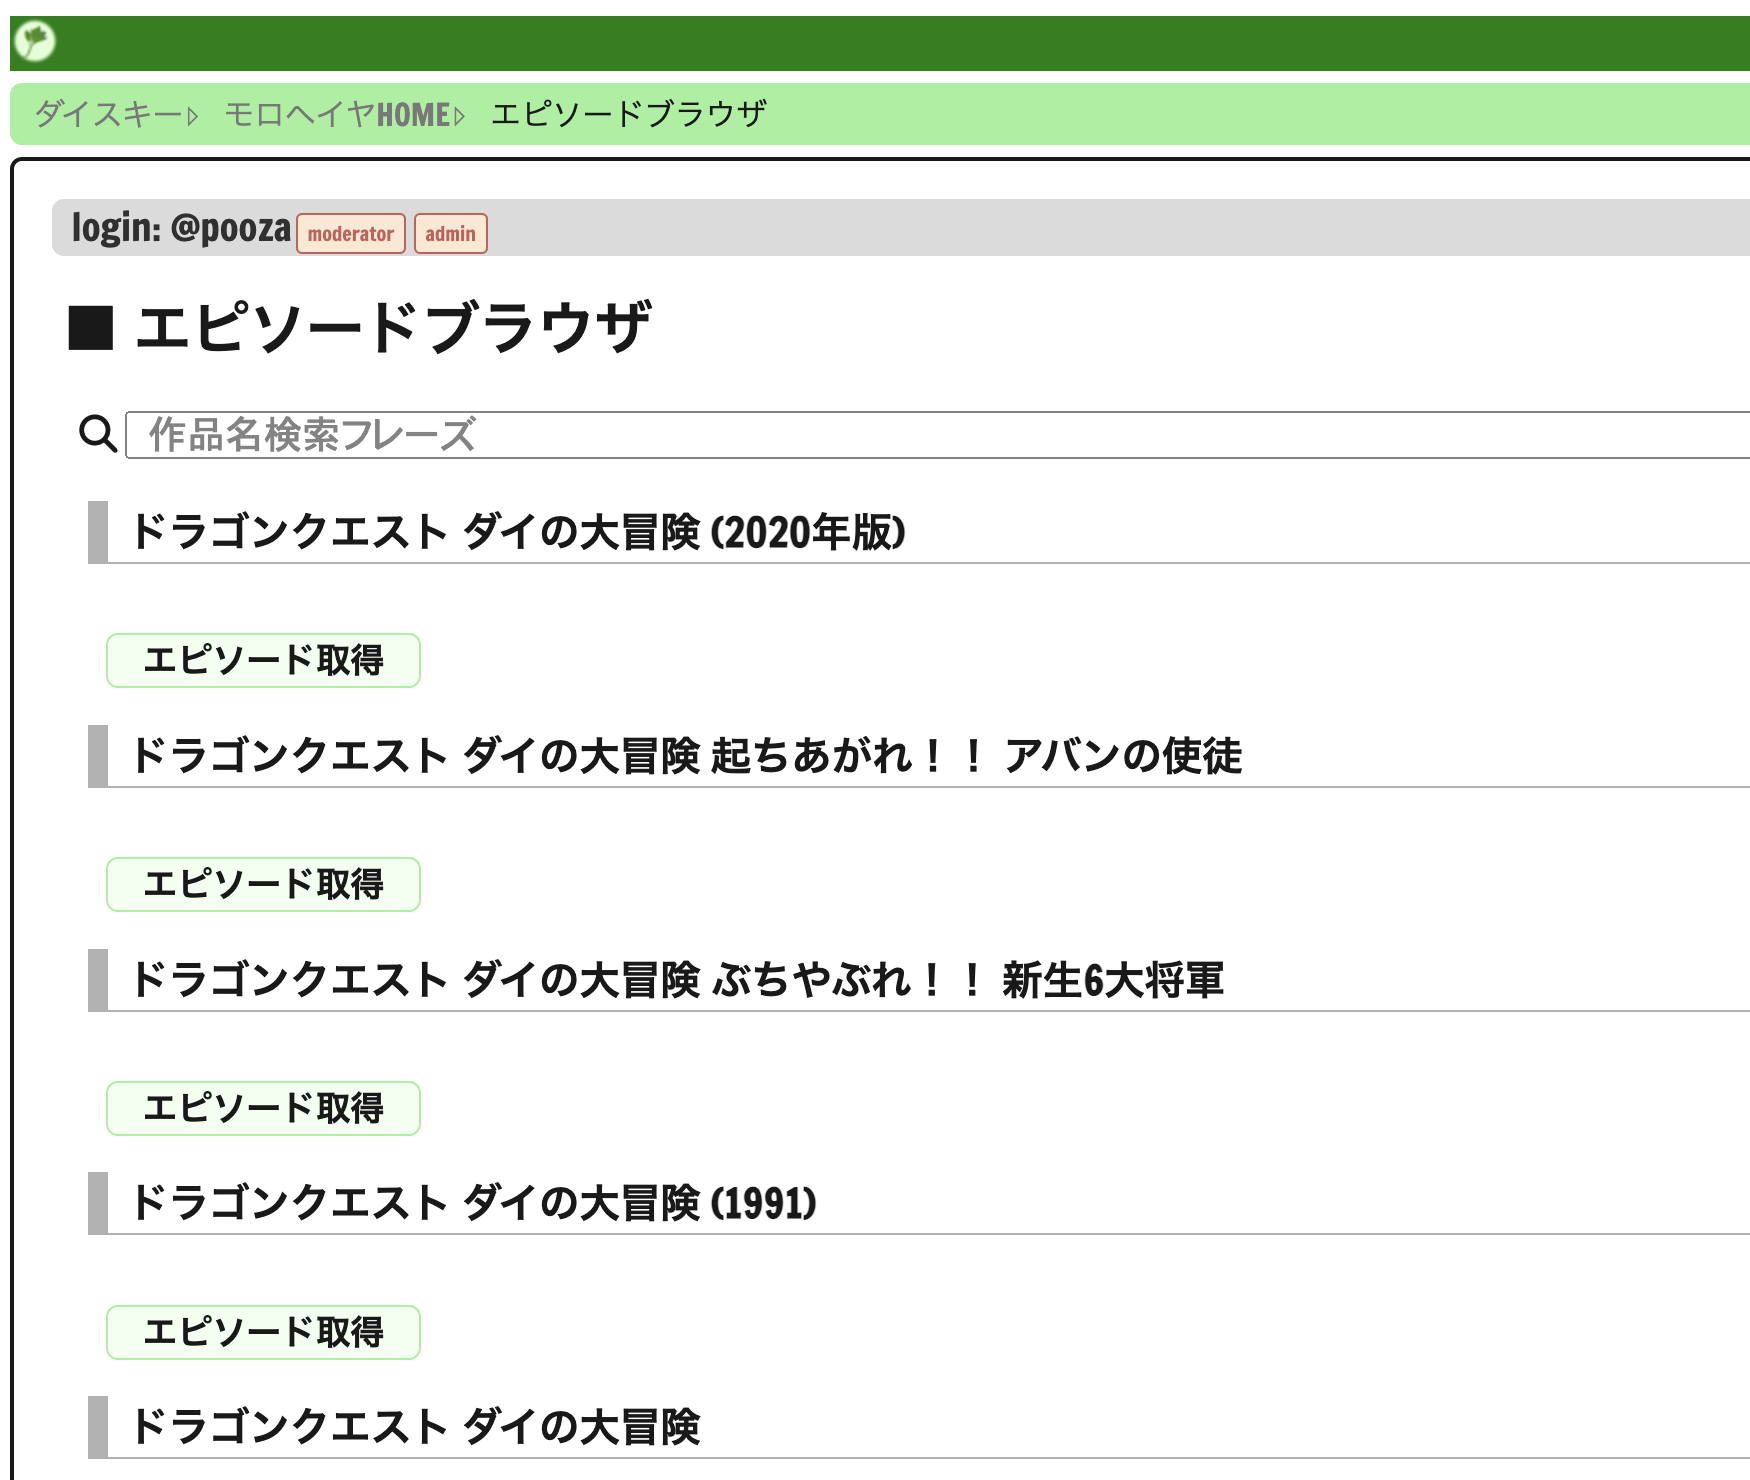 ダイスキー▷ モロヘイヤHOME▷ エピソードブラウザ
login: @pooza moderator admin
■ エピソードブラウザ
作品名検索フレーズ
ドラゴンクエスト ダイの大冒険 (2020年版)
エピソード取得
ドラゴンクエスト ダイの大冒険 起ちあがれ！！ アバンの使徒
エピソード取得
ドラゴンクエスト ダイの大冒険 ぶちやぶれ！！ 新生6大将軍
エピソード取得
ドラゴンクエスト ダイの大冒険 (1991)
エピソード取得
ドラゴンクエスト ダイの大冒険